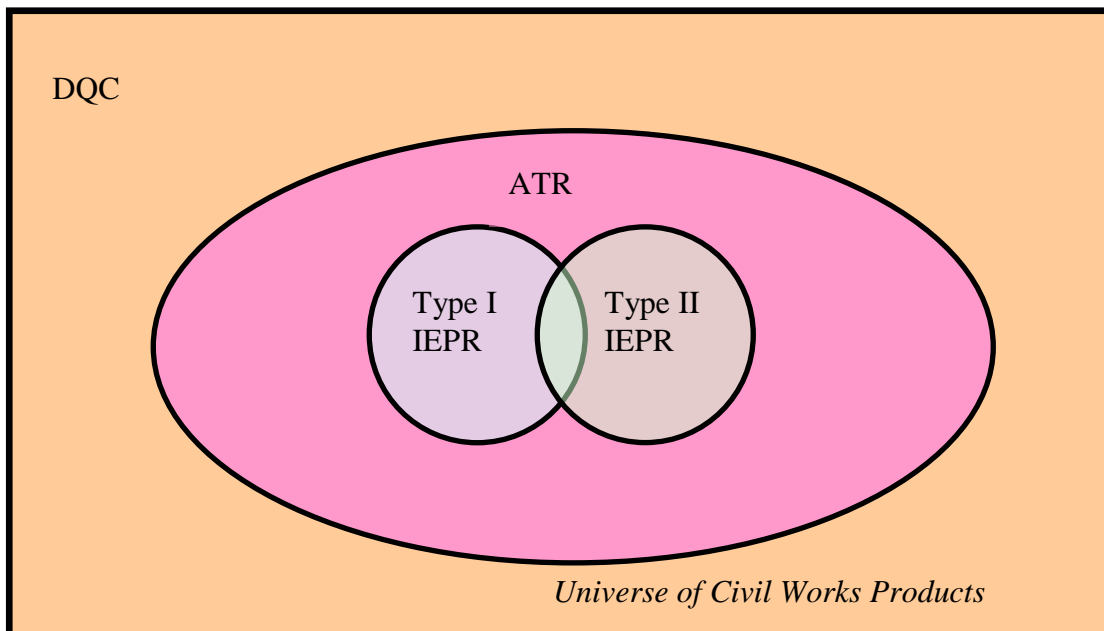 DQC
ATR
Type I
IEPR
Type II
IEPR
Universe of Civil Works Products